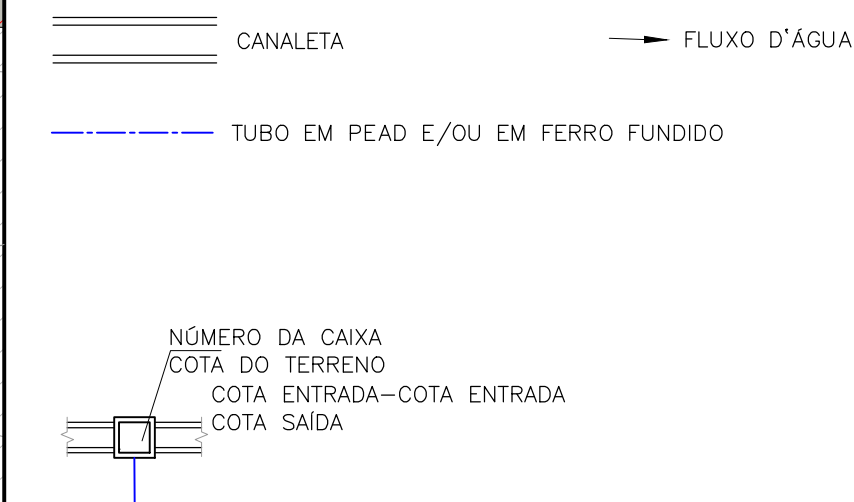 CANALETA
FLUXO D'ÁGUA
TUBO EM PEAD E/OU EM FERRO FUNDIDO
NÚMERO DA CAIXA
COTA DO TERRENO
COTA ENTRADA-COTA ENTRADA
COTA SAÍDA